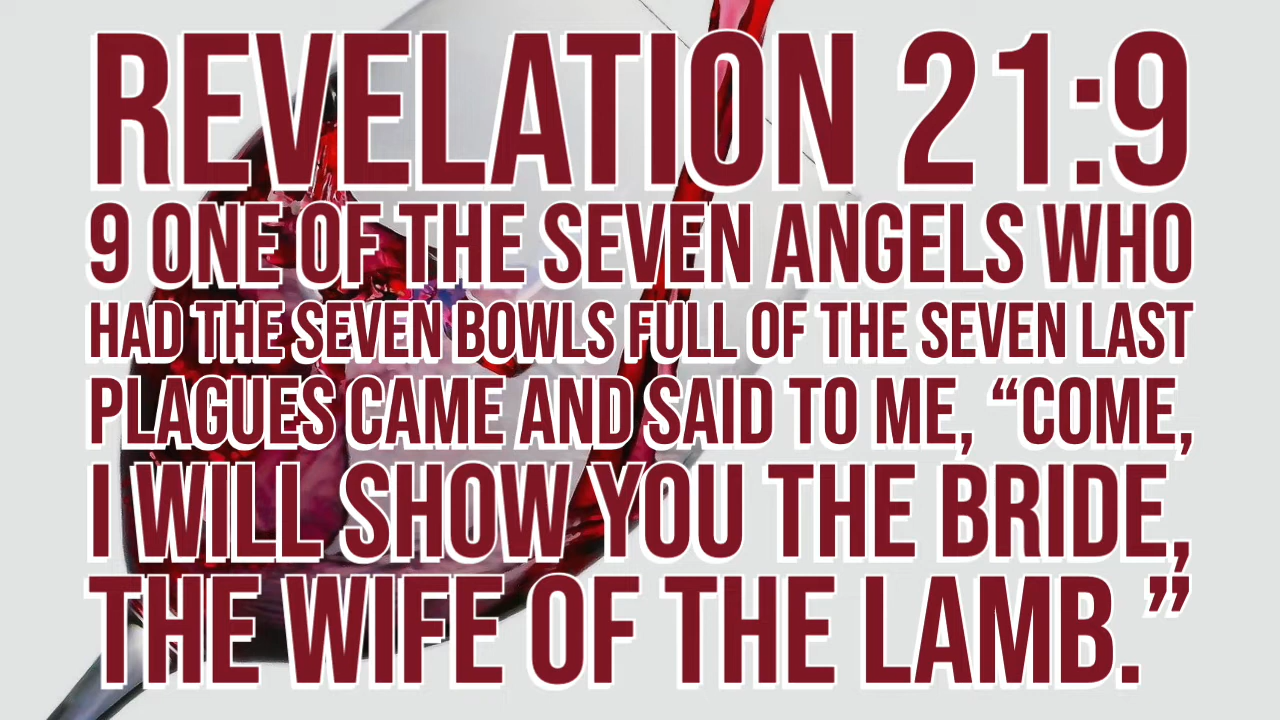 REVELATION 21:9
9 ONE OF THE SEVEN ANGELS WHO
HAD THE SEVEN BOWLS FULL OF THE SEVEN LAST
PLAGUES CAME AND SAID TO ME, “COME,
I WILL SHOW YOU THE BRIDE,
THE WIFE OF THE LAMB.”